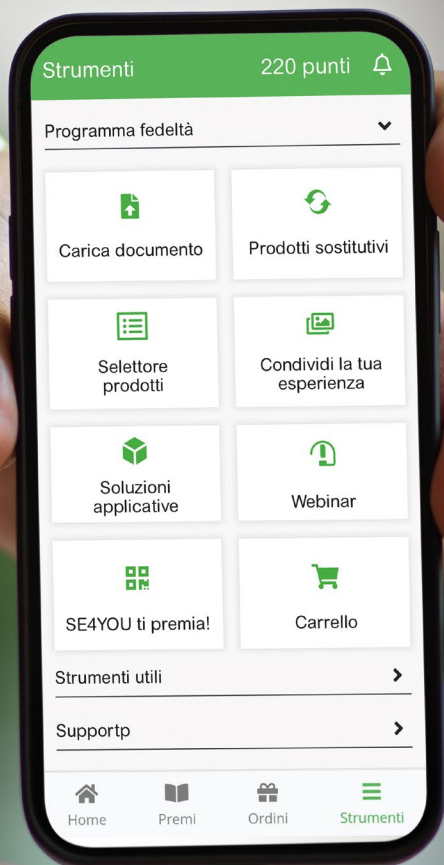 Strumenti 220 punti
Programma fedeltà
Carica documento
Prodotti sostitutivi
Selettore
prodotti
Condividi la tua
esperienza
Soluzioni
applicative
Webinar
SE4YOU ti premia!
Carrello
Strumenti utili
Supportp
Home Premi Ordini Strumenti